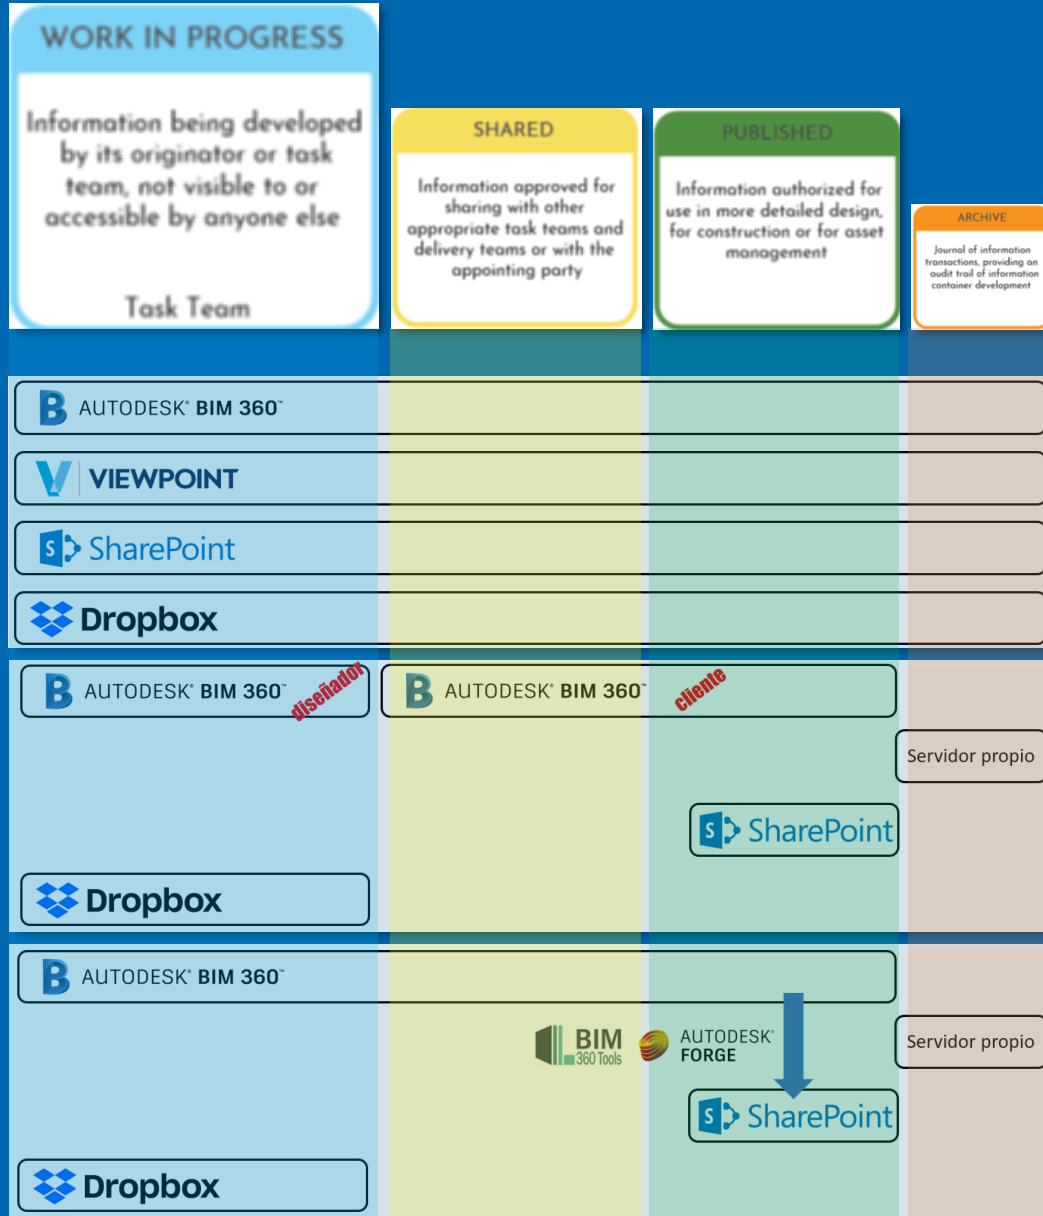 WORK IN PROGRESS
Information being developed
by its originator or task
team, not visible to or
accessible by anyone else
Task Team
SHARED
Information approved for
sharing with other
appropriate task teams and
delivery teams or with the
appointing party
PUBLISHED
Information authorized for
use in more detailed design,
for construction or for asset
management
ARCHIVE
Journal of information
transactions, providing an
audit trail of information
container development
B AUTODESK® BIM 360™
V VIEWPOINT
S SharePoint
Dropbox
B AUTODESK® BIM 360™ diseñador
B AUTODESK® BIM 360™ cliente
Servidor propio
S SharePoint
Dropbox
B AUTODESK® BIM 360™
BIM
360 Tools
AUTODESK®
FORGE
Servidor propio
S SharePoint
Dropbox